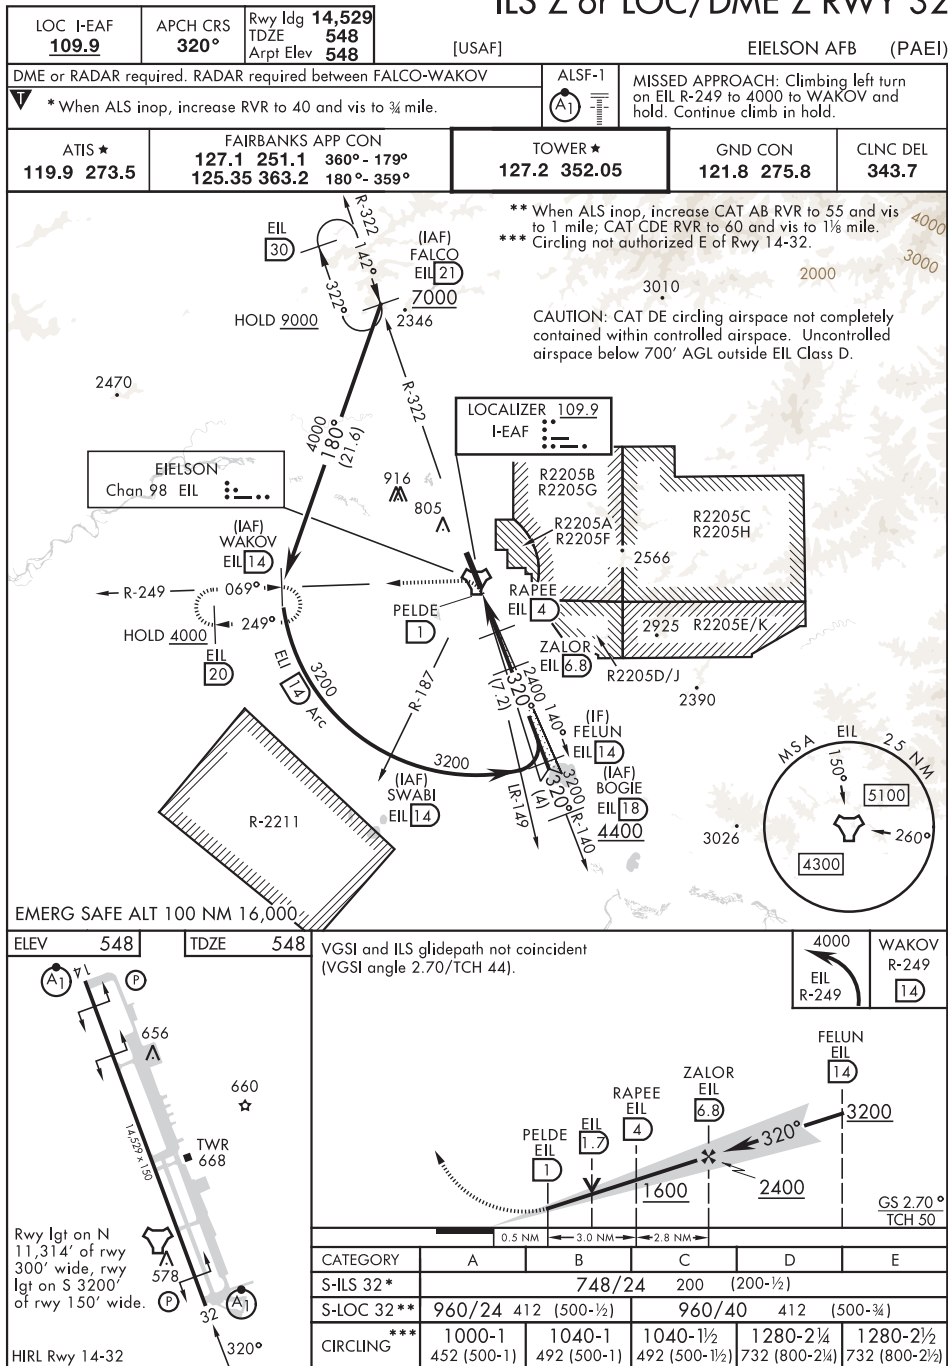 ILS Z or LOC/DME Z RWY 32
LOC I-EAF
109.9
APCH CRS
320°
Rwy ldg 14,529
TDZE 548
Arpt Elev 548
[USAF]
EIELSON AFB (PAEI)
DME or RADAR required. RADAR required between FALCO-WAKOV
T
* When ALS inop, increase RVR to 40 and vis to ¾ mile.
ALSF-1
A1
MISSED APPROACH: Climbing left turn
on EIL R-249 to 4000 to WAKOV and
hold. Continue climb in hold.
ATIS ★
119.9 273.5
FAIRBANKS APP CON
127.1 251.1 360°- 179°
125.35 363.2 180°- 359°
TOWER ★
127.2 352.05
GND CON
121.8 275.8
CLNC DEL
343.7
** When ALS inop, increase CAT AB RVR to 55 and vis
to 1 mile; CAT CDE RVR to 60 and vis to 1⅛ mile.
*** Circling not authorized E of Rwy 14-32.
4000
3000
2000
3010
CAUTION: CAT DE circling airspace not completely
contained within controlled airspace. Uncontrolled
airspace below 700' AGL outside EIL Class D.
R-322
EIL
30
142°
322°
(IAF)
FALCO
EIL 21
7000
HOLD 9000
2346
2470
R-322
4000
180°
(21.6)
LOCALIZER 109.9
I-EAF
EIELSON
Chan 98 EIL
916
805
R2205B
R2205G
R2205A
R2205F
R2205C
R2205H
2566
(IAF)
WAKOV
EIL 14
R-249
069°
249°
HOLD 4000
EIL
20
PELDE
1
RAPEE
EIL 4
ZALOR
EIL 6.8
2925
R2205E/K
R2205D/J
2390
ELI 14 Arc
3200
R-187
3200
2400
140°
320°
(7.2)
(IF)
FELUN
EIL 14
(IAF)
BOGIE
EIL 18
4400
3200
R-140
320°
(4)
LR-149
(IAF)
SWABI
EIL 14
R-2211
3026
MSA EIL 25 NM
150°
5100
260°
4300
EMERG SAFE ALT 100 NM 16,000
ELEV 548
TDZE 548
A1
14
P
656
660
14,529 x 150
TWR
668
Rwy lgt on N
11,314' of rwy
300' wide, rwy
lgt on S 3200'
of rwy 150' wide.
578
P
A1
32
320°
HIRL Rwy 14-32
VGSI and ILS glidepath not coincident
(VGSI angle 2.70/TCH 44).
4000
EIL
R-249
WAKOV
R-249
14
FELUN
EIL
14
ZALOR
EIL
6.8
RAPEE
EIL
4
EIL
1.7
PELDE
EIL
1
3200
320°
2400
1600
GS 2.70°
TCH 50
0.5 NM
3.0 NM
2.8 NM
CATEGORY A B C D E
S-ILS 32* 748/24 200 (200-½)
S-LOC 32** 960/24 412 (500-½) 960/40 412 (500-¾)
CIRCLING *** 1000-1 1040-1 1040-1½ 1280-2¼ 1280-2½
452 (500-1) 492 (500-1) 492 (500-1½) 732 (800-2¼) 732 (800-2½)